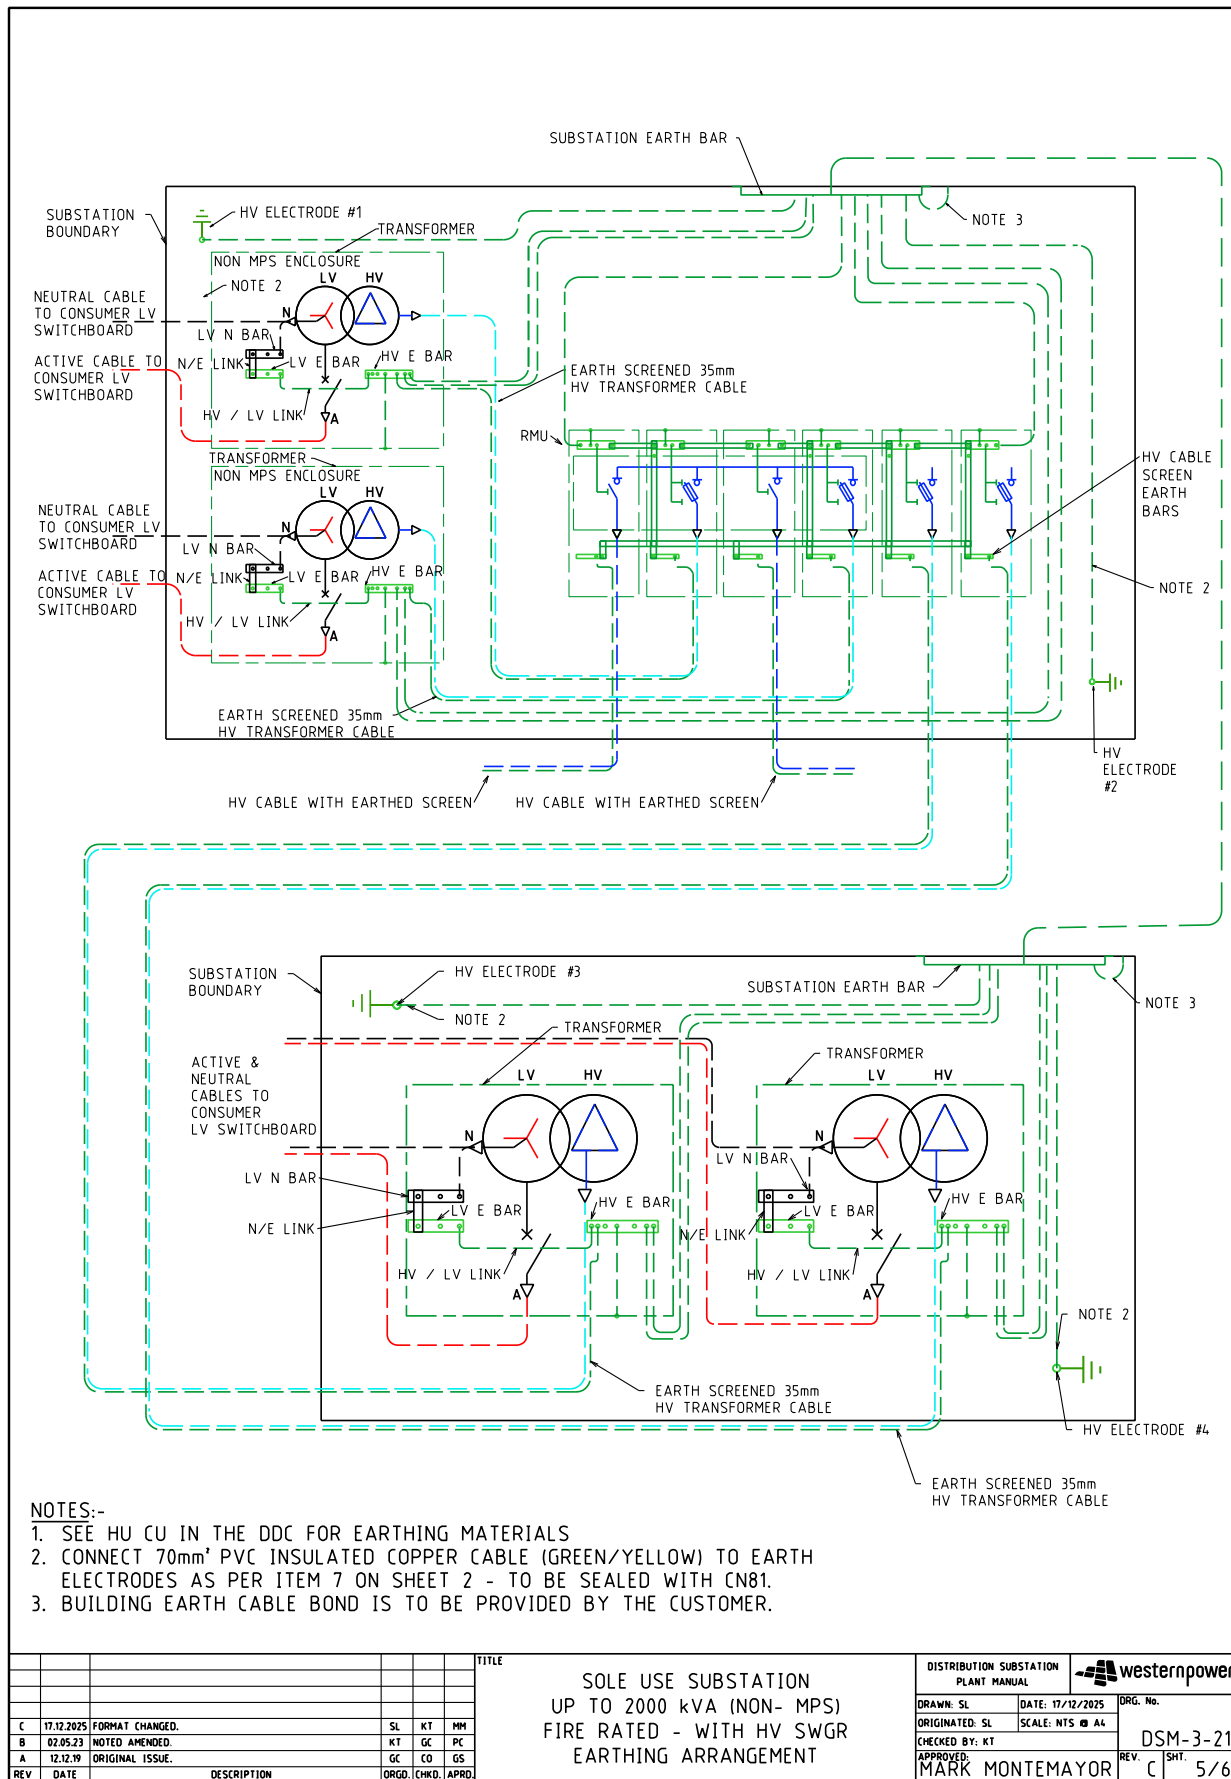 SUBSTATION EARTH BAR
SUBSTATION
BOUNDARY
HV ELECTRODE #1
NOTE 3
TRANSFORMER
NON MPS ENCLOSURE
LV HV
NOTE 2
NEUTRAL CABLE
TO CONSUMER LV
SWITCHBOARD
N
LV N BAR
ACTIVE CABLE TO
CONSUMER LV
SWITCHBOARD
N/E LINK
LV E BAR
HV E BAR
HV / LV LINK
A
EARTH SCREENED 35mm
HV TRANSFORMER CABLE
RMU
HV CABLE
SCREEN
EARTH
BARS
TRANSFORMER
NON MPS ENCLOSURE
LV HV
NEUTRAL CABLE
TO CONSUMER LV
SWITCHBOARD
N
LV N BAR
ACTIVE CABLE TO
CONSUMER LV
SWITCHBOARD
N/E LINK
LV E BAR
HV E BAR
HV / LV LINK
A
NOTE 2
EARTH SCREENED 35mm
HV TRANSFORMER CABLE
HV
ELECTRODE
#2
HV CABLE WITH EARTHED SCREEN
HV CABLE WITH EARTHED SCREEN
SUBSTATION
BOUNDARY
HV ELECTRODE #3
SUBSTATION EARTH BAR
NOTE 3
NOTE 2
TRANSFORMER
TRANSFORMER
ACTIVE &
NEUTRAL
CABLES TO
CONSUMER
LV SWITCHBOARD
LV HV
LV HV
N
N
LV N BAR
LV N BAR
N/E LINK
LV E BAR
HV E BAR
N/E LINK
LV E BAR
HV E BAR
HV / LV LINK
HV / LV LINK
A
A
NOTE 2
EARTH SCREENED 35mm
HV TRANSFORMER CABLE
HV ELECTRODE #4
EARTH SCREENED 35mm
HV TRANSFORMER CABLE
NOTES:-
1. SEE HU CU IN THE DDC FOR EARTHING MATERIALS
2. CONNECT 70mm² PVC INSULATED COPPER CABLE (GREEN/YELLOW) TO EARTH
ELECTRODES AS PER ITEM 7 ON SHEET 2 - TO BE SEALED WITH CN81.
3. BUILDING EARTH CABLE BOND IS TO BE PROVIDED BY THE CUSTOMER.
C 17.12.2025 FORMAT CHANGED. SL KT MM
B 02.05.23 NOTED AMENDED. KT GC PC
A 12.12.19 ORIGINAL ISSUE. GC CO GS
REV DATE DESCRIPTION ORGD. CHKD. APRD.
TITLE
SOLE USE SUBSTATION
UP TO 2000 kVA (NON- MPS)
FIRE RATED - WITH HV SWGR
EARTHING ARRANGEMENT
DISTRIBUTION SUBSTATION
PLANT MANUAL
westernpower
DRAWN: SL DATE: 17/12/2025
ORIGINATED: SL SCALE: NTS @ A4
CHECKED BY: KT
APPROVED:
MARK MONTEMAYOR
DRG. No.
DSM-3-21
REV. C SHT. 5/6